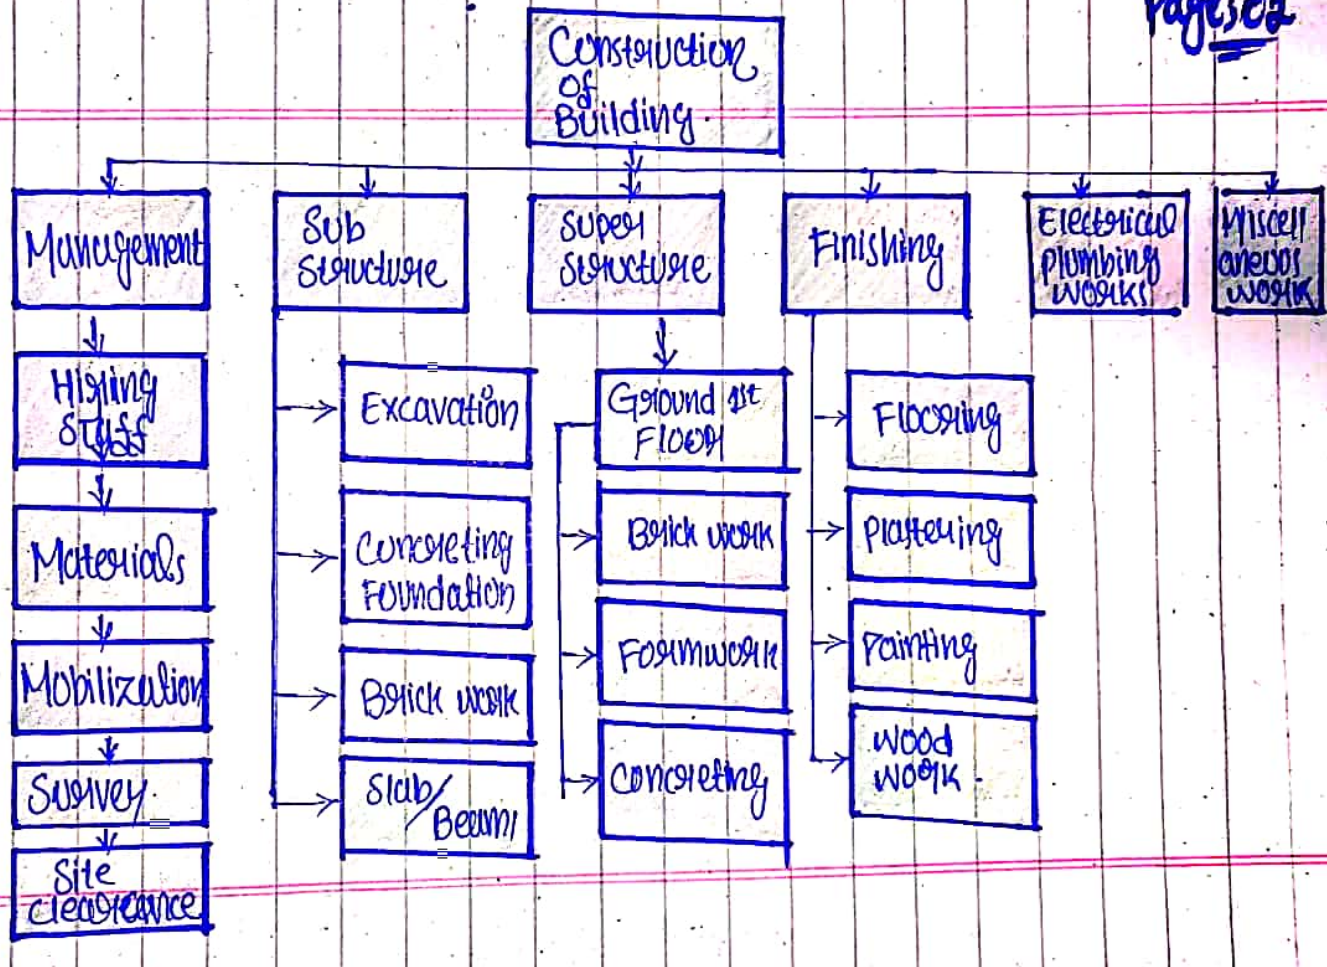 Construction
of
Building.
Management
Sub
Structure
Super
Structure
Finishing
Electrical
plumbing
works
Miscell
aneous
work
Hiring
Staff
Materials
Mobilization
Survey.
Site
Clearance
Excavation
Concreting
Foundation
Brick work
Slab/
Beam
Ground 1st
Floor
Brick work
Formwork
Concreting
Flooring
Plastering
Painting
Wood
work.